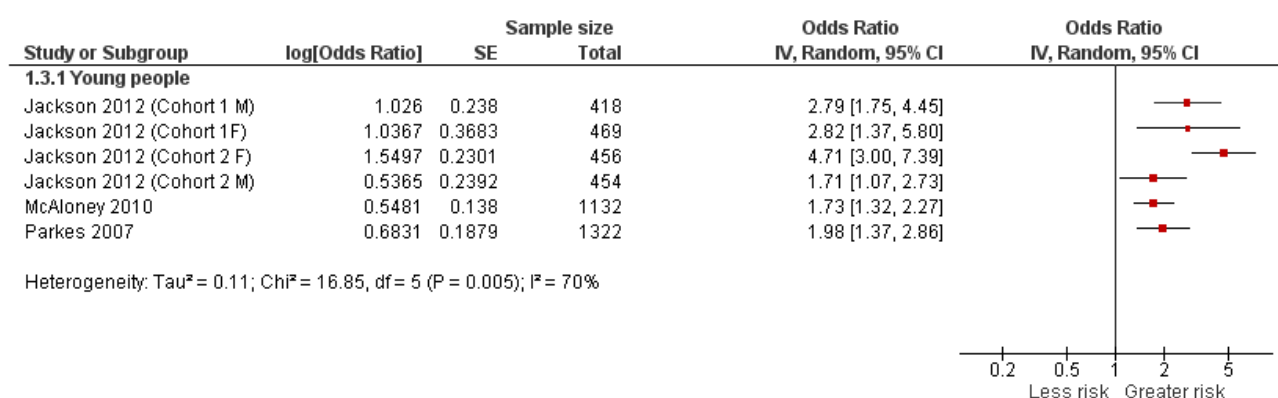 Sample size Odds Ratio Odds Ratio
Study or Subgroup log[Odds Ratio] SE Total IV, Random, 95% CI IV, Random, 95% CI
1.3.1 Young people
Jackson 2012 (Cohort 1 M) 1.026 0.238 418 2.79 [1.75, 4.45]
Jackson 2012 (Cohort 1F) 1.0367 0.3683 469 2.82 [1.37, 5.80]
Jackson 2012 (Cohort 2 F) 1.5497 0.2301 456 4.71 [3.00, 7.39]
Jackson 2012 (Cohort 2 M) 0.5365 0.2392 454 1.71 [1.07, 2.73]
McAloney 2010 0.5481 0.138 1132 1.73 [1.32, 2.27]
Parkes 2007 0.6831 0.1879 1322 1.98 [1.37, 2.86]
Heterogeneity: Tau² = 0.11; Chi² = 16.85, df = 5 (P = 0.005); I² = 70%
0.2 0.5 1 2 5
Less risk Greater risk